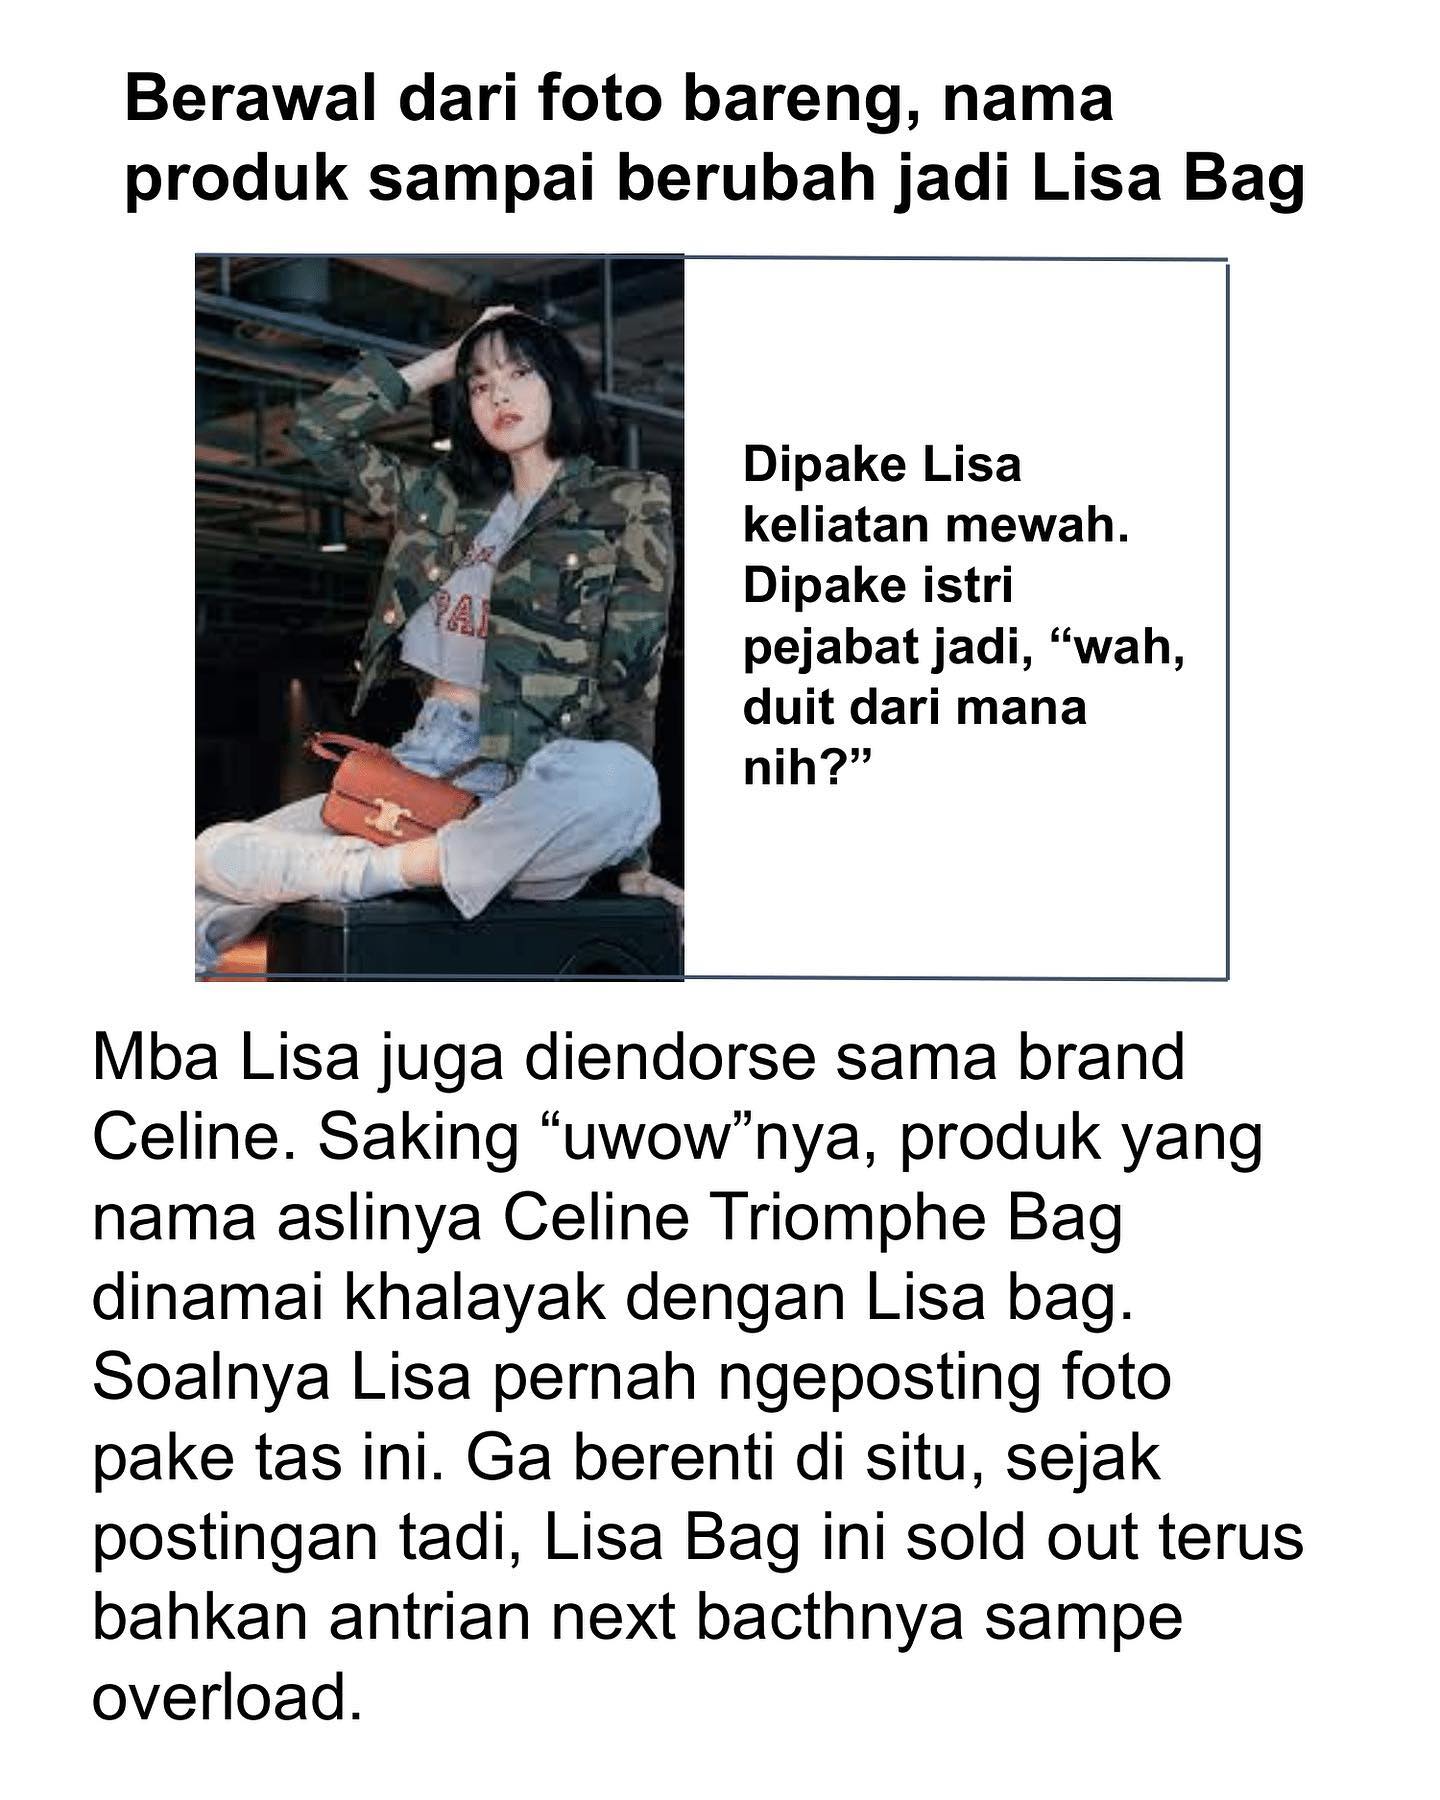 Berawal dari foto bareng, nama
produk sampai berubah jadi Lisa Bag
PAI
Dipake Lisa
keliatan mewah.
Dipake istri
pejabat jadi, “wah,
duit dari mana
nih?”
Mba Lisa juga diendorse sama brand
Celine. Saking “uwow”nya, produk yang
nama aslinya Celine Triomphe Bag
dinamai khalayak dengan Lisa bag.
Soalnya Lisa pernah ngeposting foto
pake tas ini. Ga berenti di situ, sejak
postingan tadi, Lisa Bag ini sold out terus
bahkan antrian next bacthnya sampe
overload.